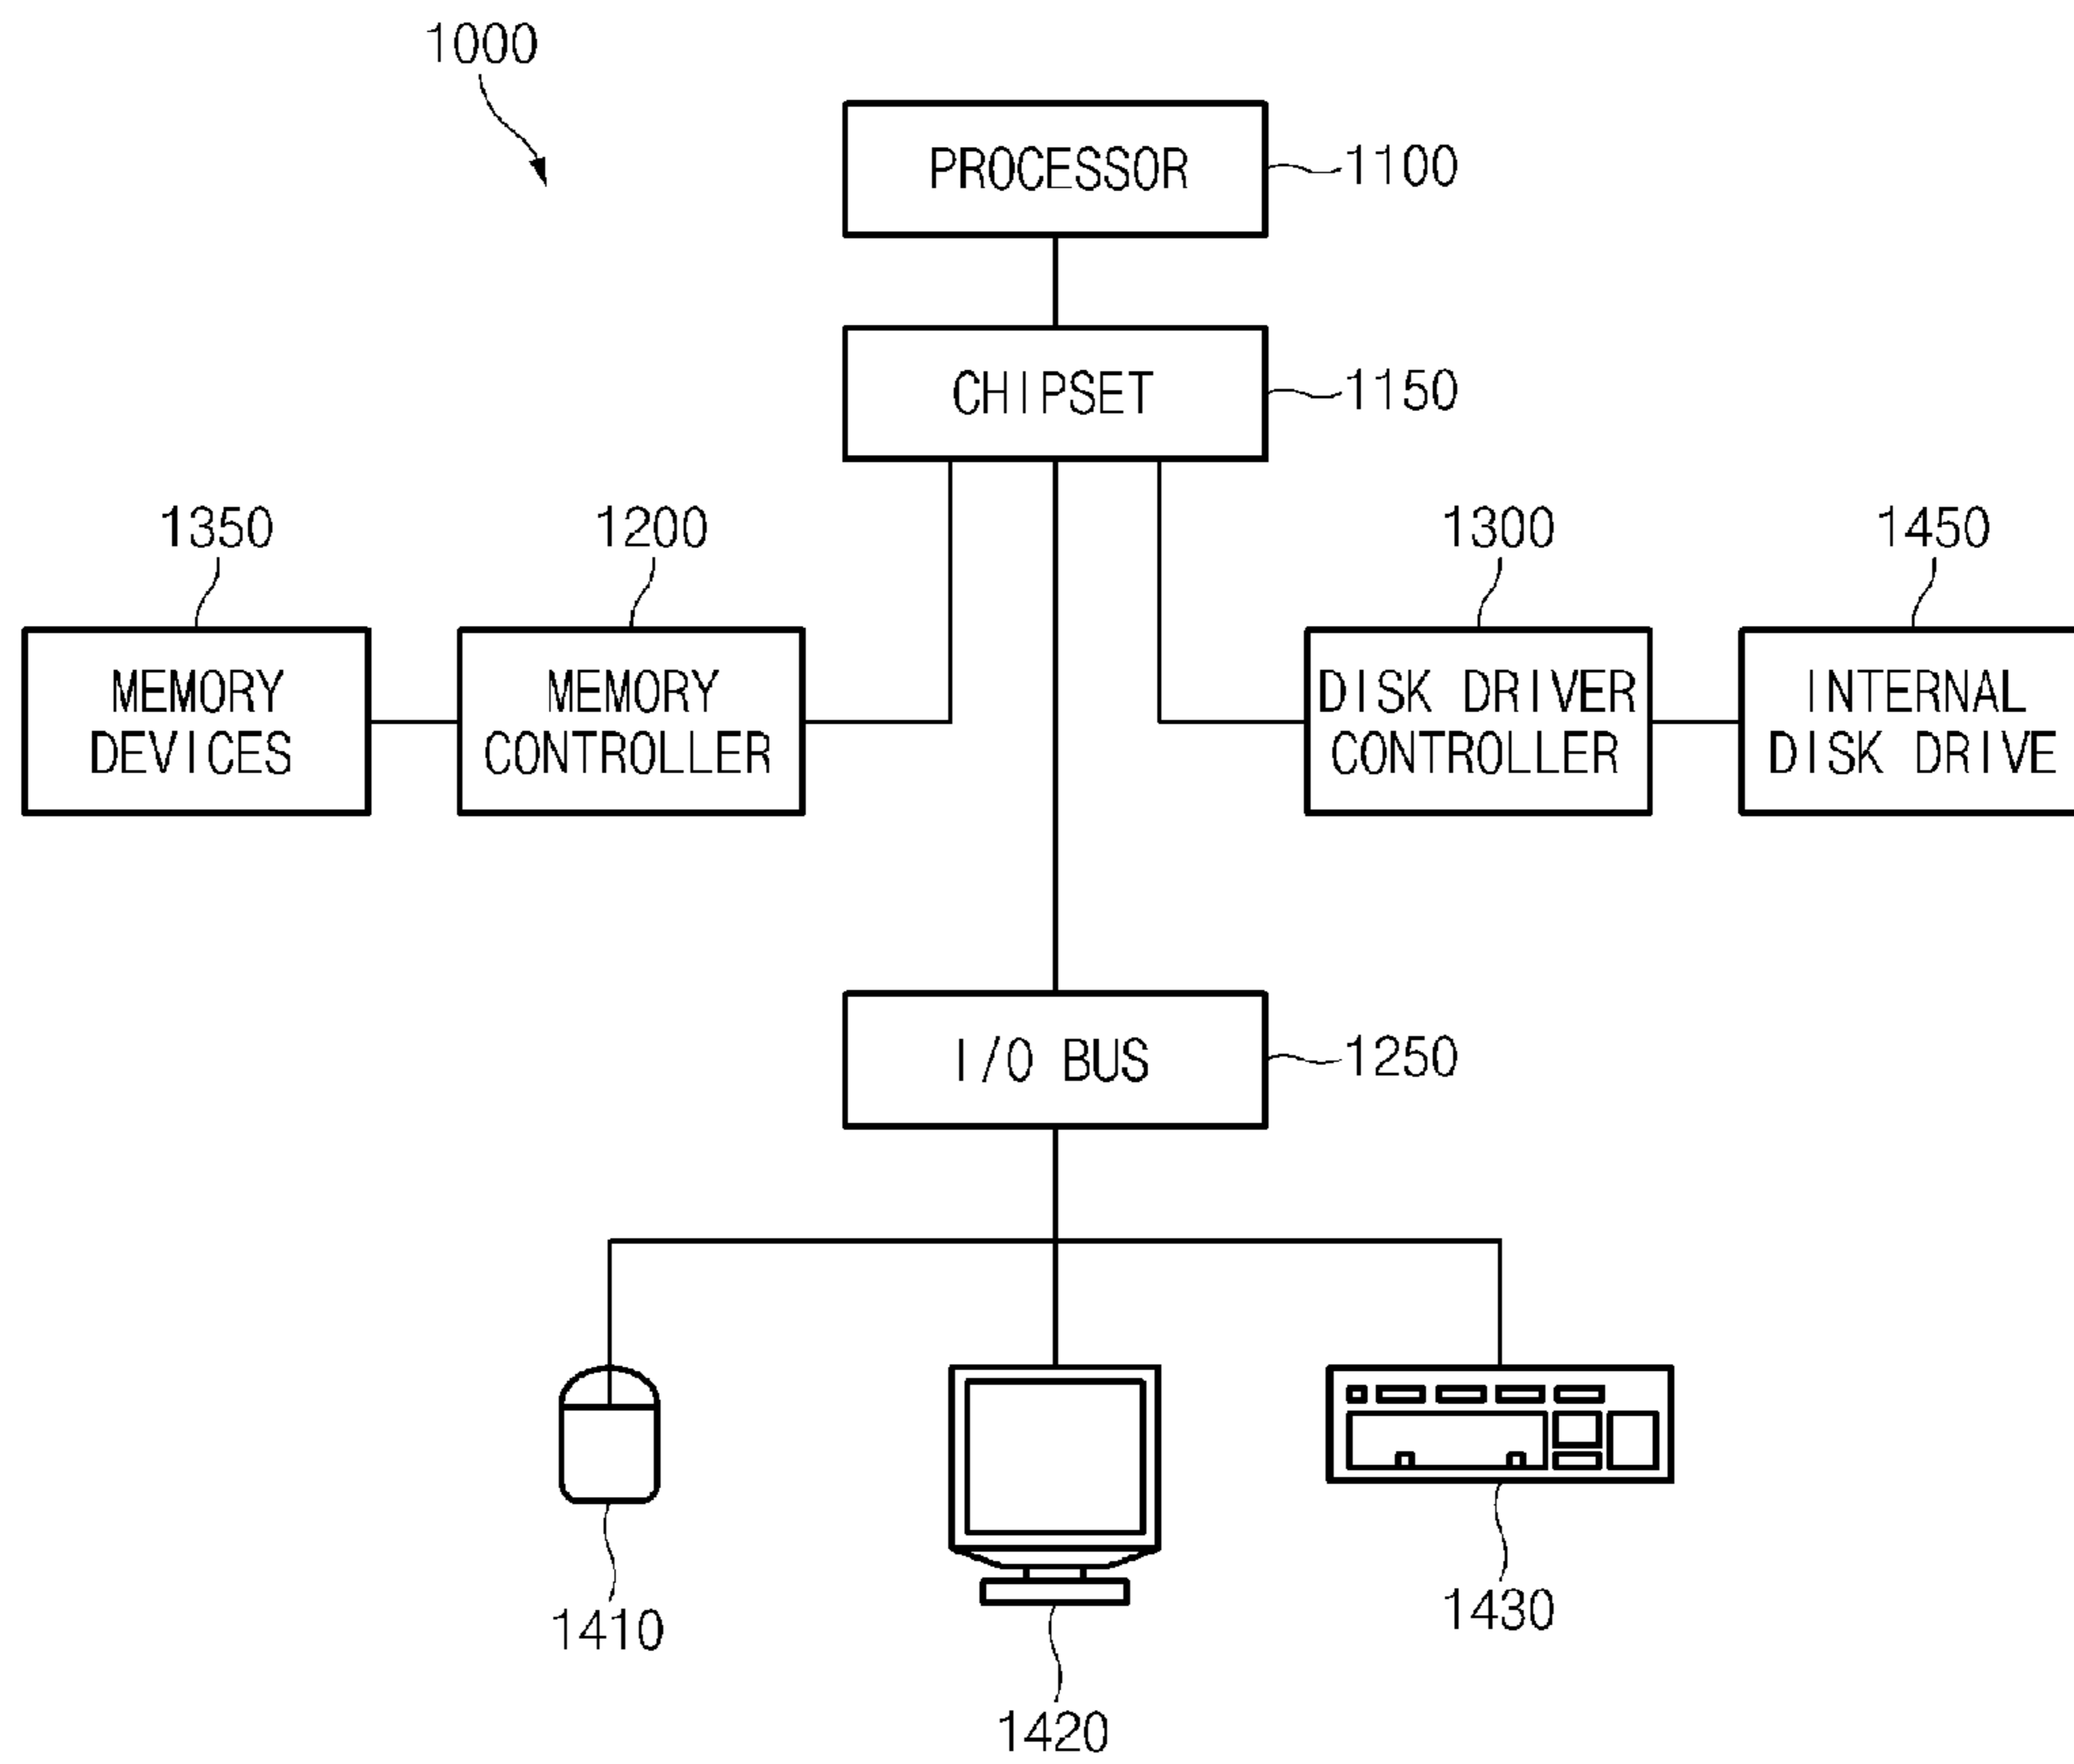 1000
PROCESSOR
1100
CHIPSET
1150
1350
1200
1300
1450
MEMORY
DEVICES
MEMORY
CONTROLLER
DISK DRIVER
CONTROLLER
INTERNAL
DISK DRIVE
I/O BUS
1250
1410
1420
1430